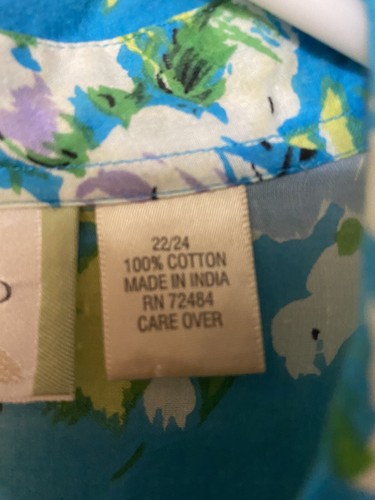 22/24
100% COTTON
MADE IN INDIA
RN 72484
CARE OVER